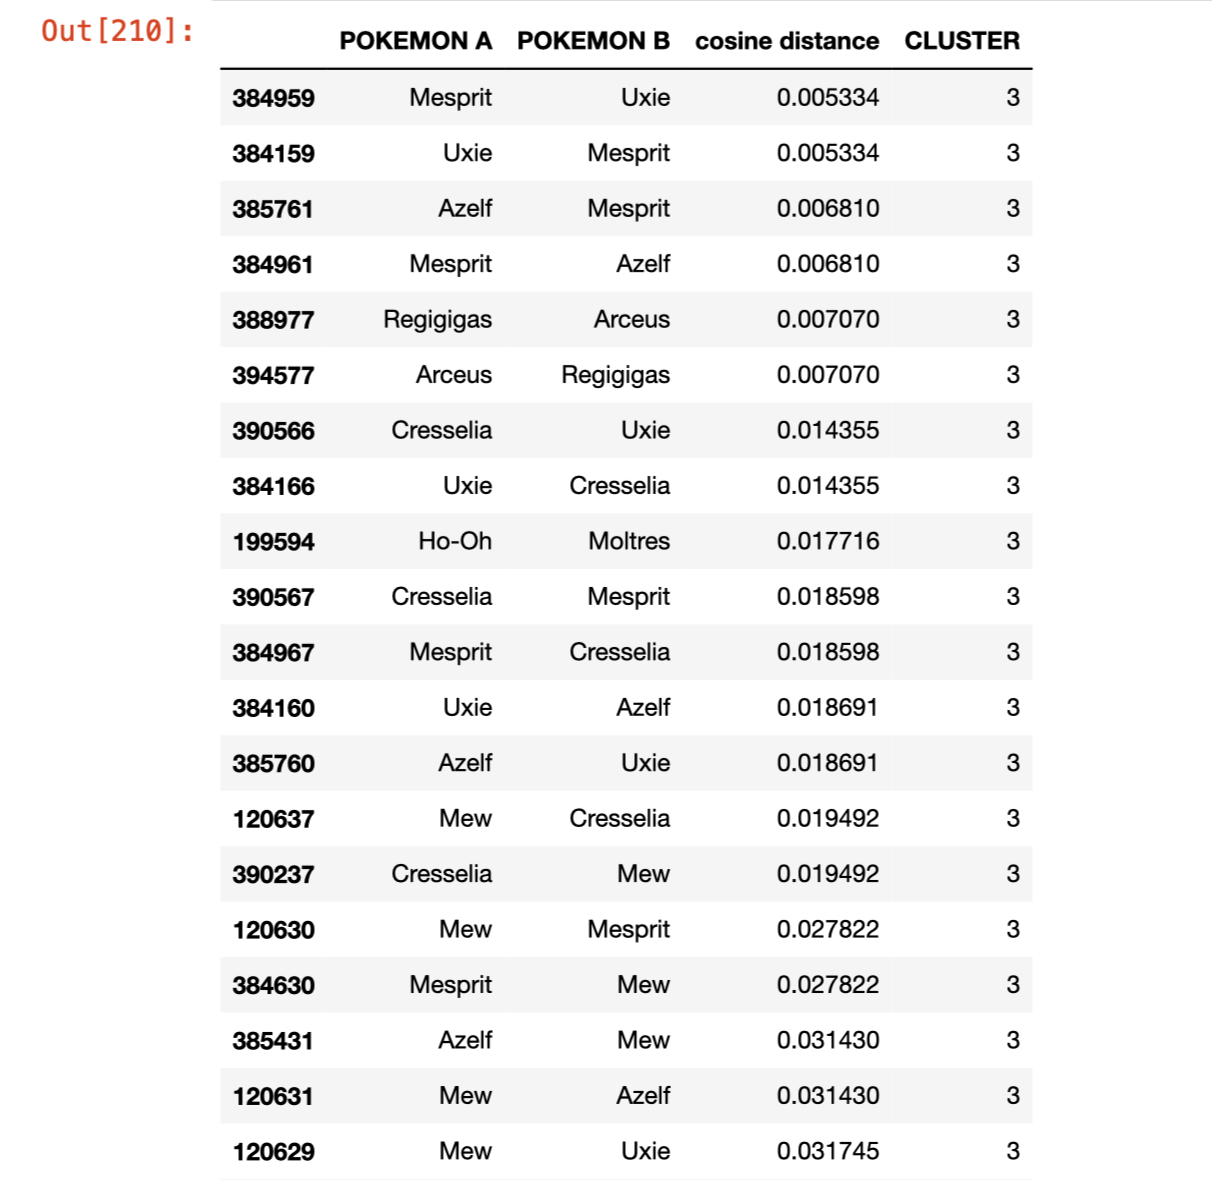 Out[210]:
POKEMON A POKEMON B cosine distance CLUSTER
384959 Mesprit Uxie 0.005334 3
384159 Uxie Mesprit 0.005334 3
385761 Azelf Mesprit 0.006810 3
384961 Mesprit Azelf 0.006810 3
388977 Regigigas Arceus 0.007070 3
394577 Arceus Regigigas 0.007070 3
390566 Cresselia Uxie 0.014355 3
384166 Uxie Cresselia 0.014355 3
199594 Ho-Oh Moltres 0.017716 3
390567 Cresselia Mesprit 0.018598 3
384967 Mesprit Cresselia 0.018598 3
384160 Uxie Azelf 0.018691 3
385760 Azelf Uxie 0.018691 3
120637 Mew Cresselia 0.019492 3
390237 Cresselia Mew 0.019492 3
120630 Mew Mesprit 0.027822 3
384630 Mesprit Mew 0.027822 3
385431 Azelf Mew 0.031430 3
120631 Mew Azelf 0.031430 3
120629 Mew Uxie 0.031745 3